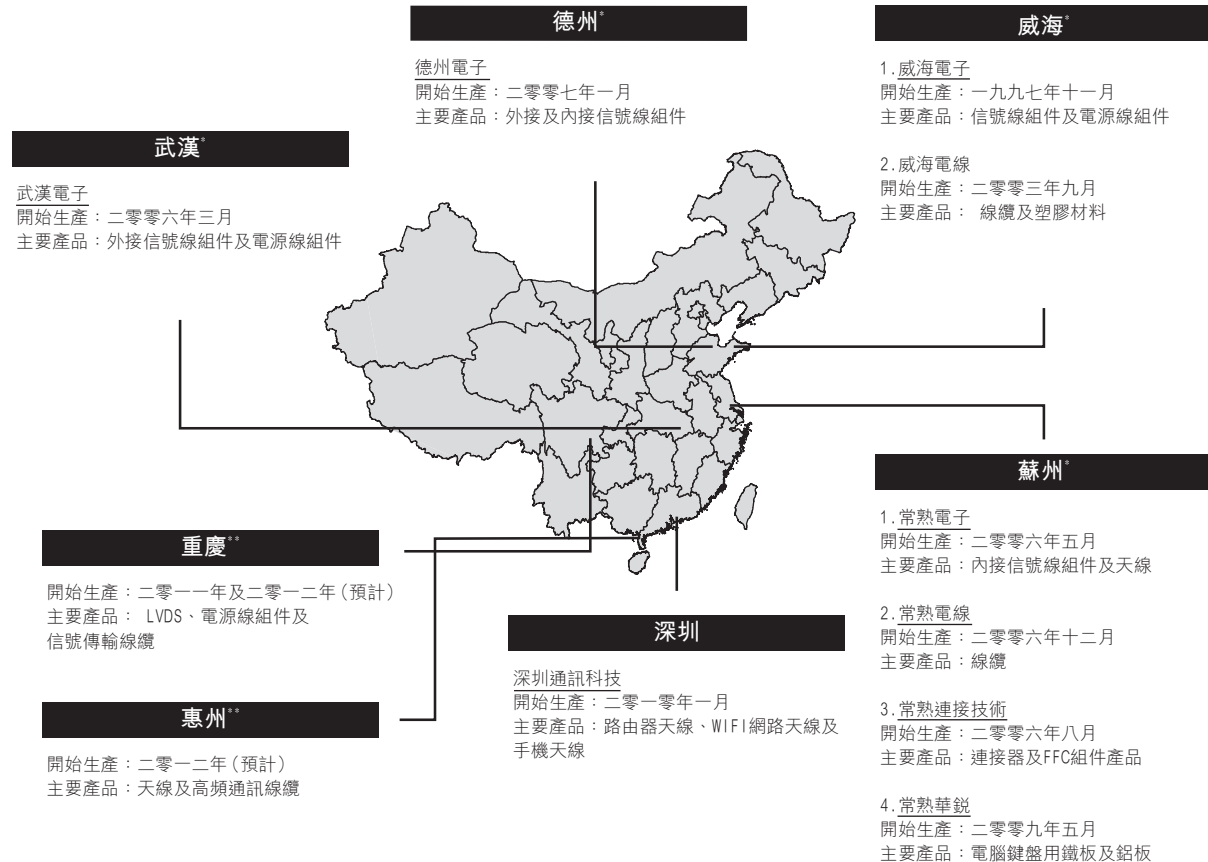 德州*
德州電子
開始生產：二零零七年一月
主要產品：外接及內接信號線組件
威海*
1.威海電子
開始生產：一九九七年十一月
主要產品：信號線組件及電源線組件
2.威海電線
開始生產：二零零三年九月
主要產品： 線纜及塑膠材料
武漢*
武漢電子
開始生產：二零零六年三月
主要產品：外接信號線組件及電源線組件
重慶**
開始生產：二零一一年及二零一二年(預計)
主要產品： LVDS、電源線組件及
信號傳輸線纜
惠州**
開始生產：二零一二年(預計)
主要產品：天線及高頻通訊線纜
深圳
深圳通訊科技
開始生產：二零一零年一月
主要產品：路由器天線、WIFI網路天線及
手機天線
蘇州*
1.常熟電子
開始生產：二零零六年五月
主要產品：內接信號線組件及天線
2.常熟電線
開始生產：二零零六年十二月
主要產品：線纜
3.常熟連接技術
開始生產：二零零六年八月
主要產品：連接器及FFC組件產品
4.常熟華銳
開始生產：二零零九年五月
主要產品：電腦鍵盤用鐵板及鋁板